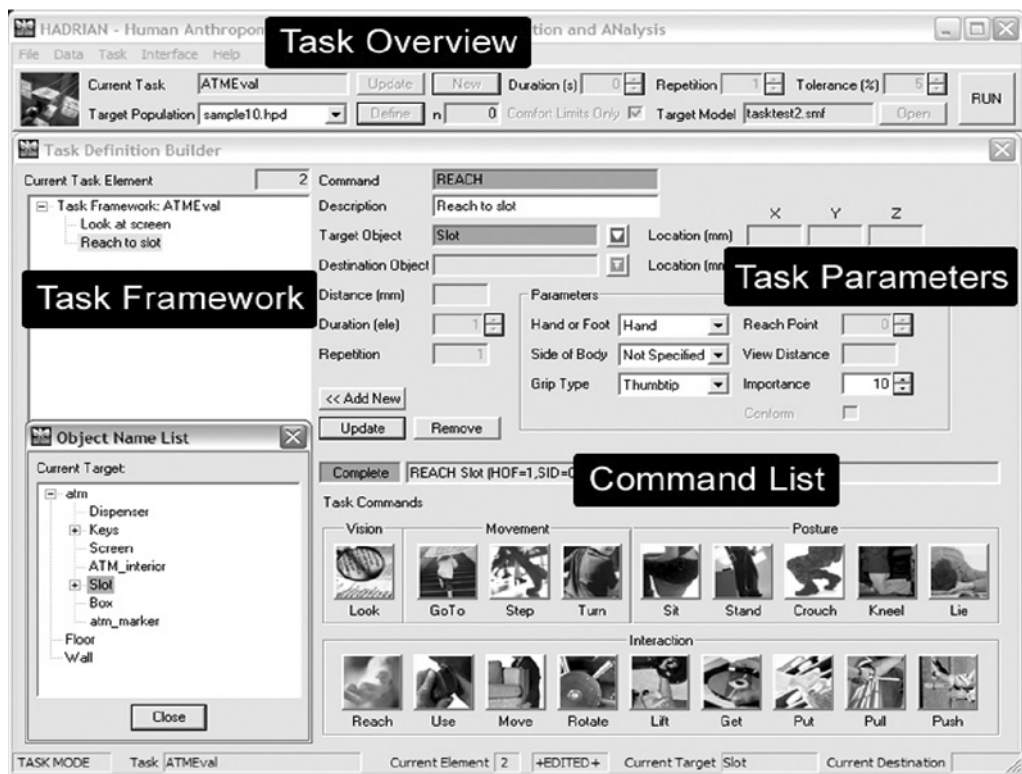 HADRIAN - Human Anthropom
tion and ANalysis
Task Overview
File Data Task Interface Help
Current Task ATMEval Update New Duration (s) 0 Repetition 1 Tolerance (%) 5 RUN
Target Population sample10.hpd Define n 0 Comfort Limits Only Target Model tasktest2.smf Open
Task Definition Builder
Current Task Element 2
Task Framework: ATMEval
Look at screen
Reach to slot
Task Framework
Command REACH
Description Reach to slot
X Y Z
Target Object Slot Location (mm)
Destination Object Location (mm)
Task Parameters
Distance (mm)
Duration (ele) 1
Repetition 1
Parameters
Hand or Foot Hand Reach Point 0
Side of Body Not Specified View Distance
Grip Type Thumbtip Importance 10
Conform
<< Add New
Update Remove
Object Name List
Current Target:
atm
Dispenser
Keys
Screen
ATM_interior
Slot
Box
atm_marker
Floor
Wall
Close
Complete REACH Slot (HOF=1,SID=0
Command List
Task Commands
Vision Movement Posture
Look GoTo Step Turn Sit Stand Crouch Kneel Lie
Interaction
Reach Use Move Rotate Lift Get Put Pull Push
TASK MODE Task ATMEval Current Element 2 +EDITED+ Current Target Slot Current Destination